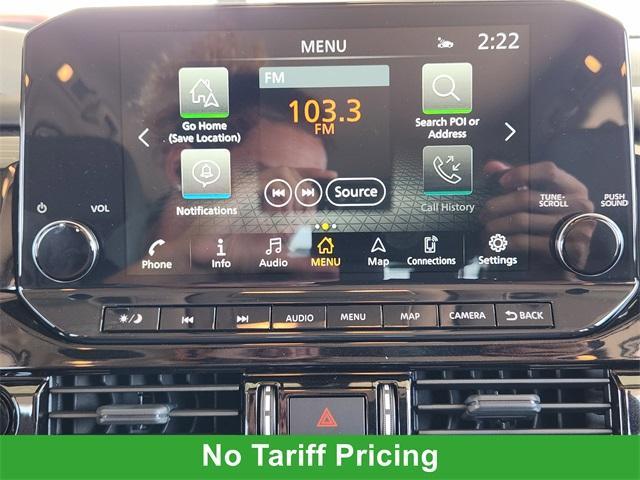 MENU
2:22
FM
103.3
FM
Go Home
(Save Location)
Search POI or
Address
Notifications
Source
Call History
VOL
TUNE-
SCROLL
PUSH
SOUND
Phone
Info
Audio
MENU
Map
Connections
Settings
AUDIO
MENU
MAP
CAMERA
BACK
No Tariff Pricing